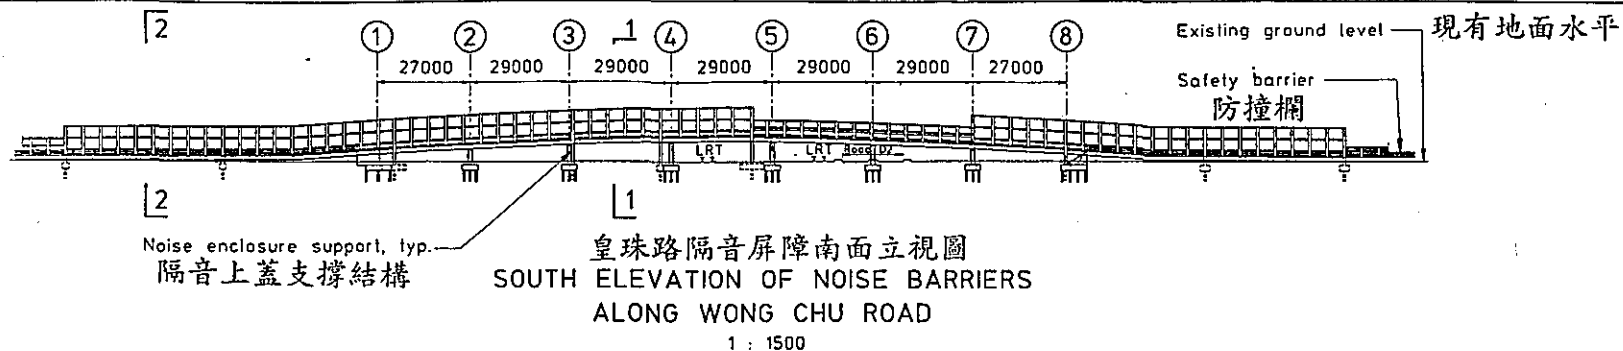 2
1 2 3 1 4 5 6 7 8
27000 29000 29000 29000 29000 29000 27000
Existing ground level 現有地面水平
Safety barrier
防撞欄
LRT LRT Road D2
2
1
Noise enclosure support, typ.
隔音上蓋支撐結構
皇珠路隔音屏障南面立視圖
SOUTH ELEVATION OF NOISE BARRIERS
ALONG WONG CHU ROAD
1 : 1500